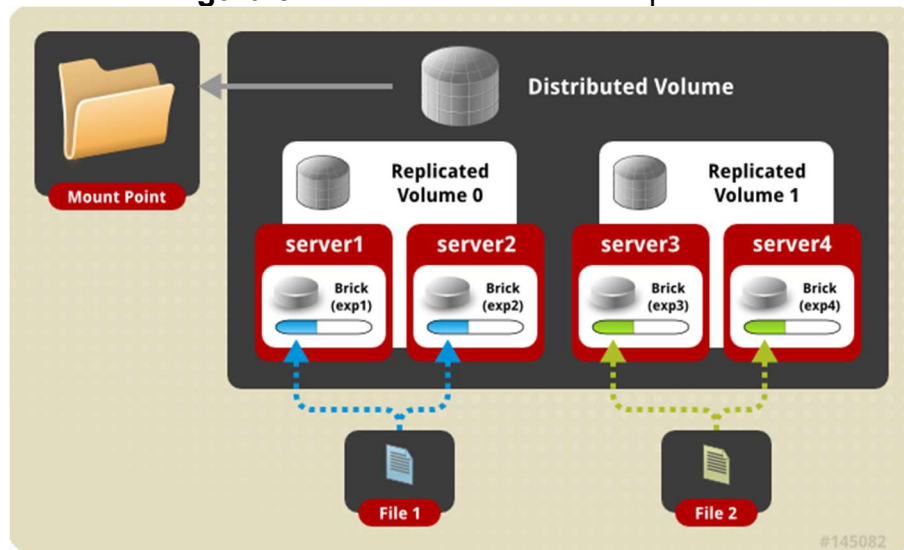 Distributed Volume
Mount Point
Replicated
Volume 0
Replicated
Volume 1
server1
server2
server3
server4
Brick
(exp1)
Brick
(exp2)
Brick
(exp3)
Brick
(exp4)
File 1
File 2
#145082